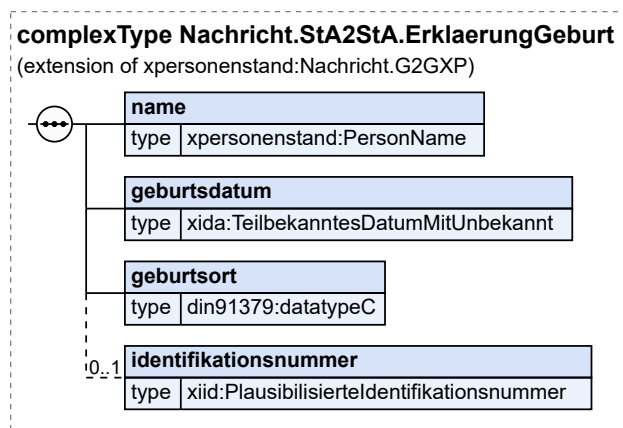 complexType Nachricht.StA2StA.ErklaerungGeburt
(extension of xpersonenstand:Nachricht.G2GXP)
name
type xpersonenstand:PersonName
geburtsdatum
type xida:TeilbekanntesDatumMitUnbekannt
geburtsort
type din91379:datatypeC
0..1 identifikationsnummer
type xiid:PlausibilisierteIdentifikationsnummer